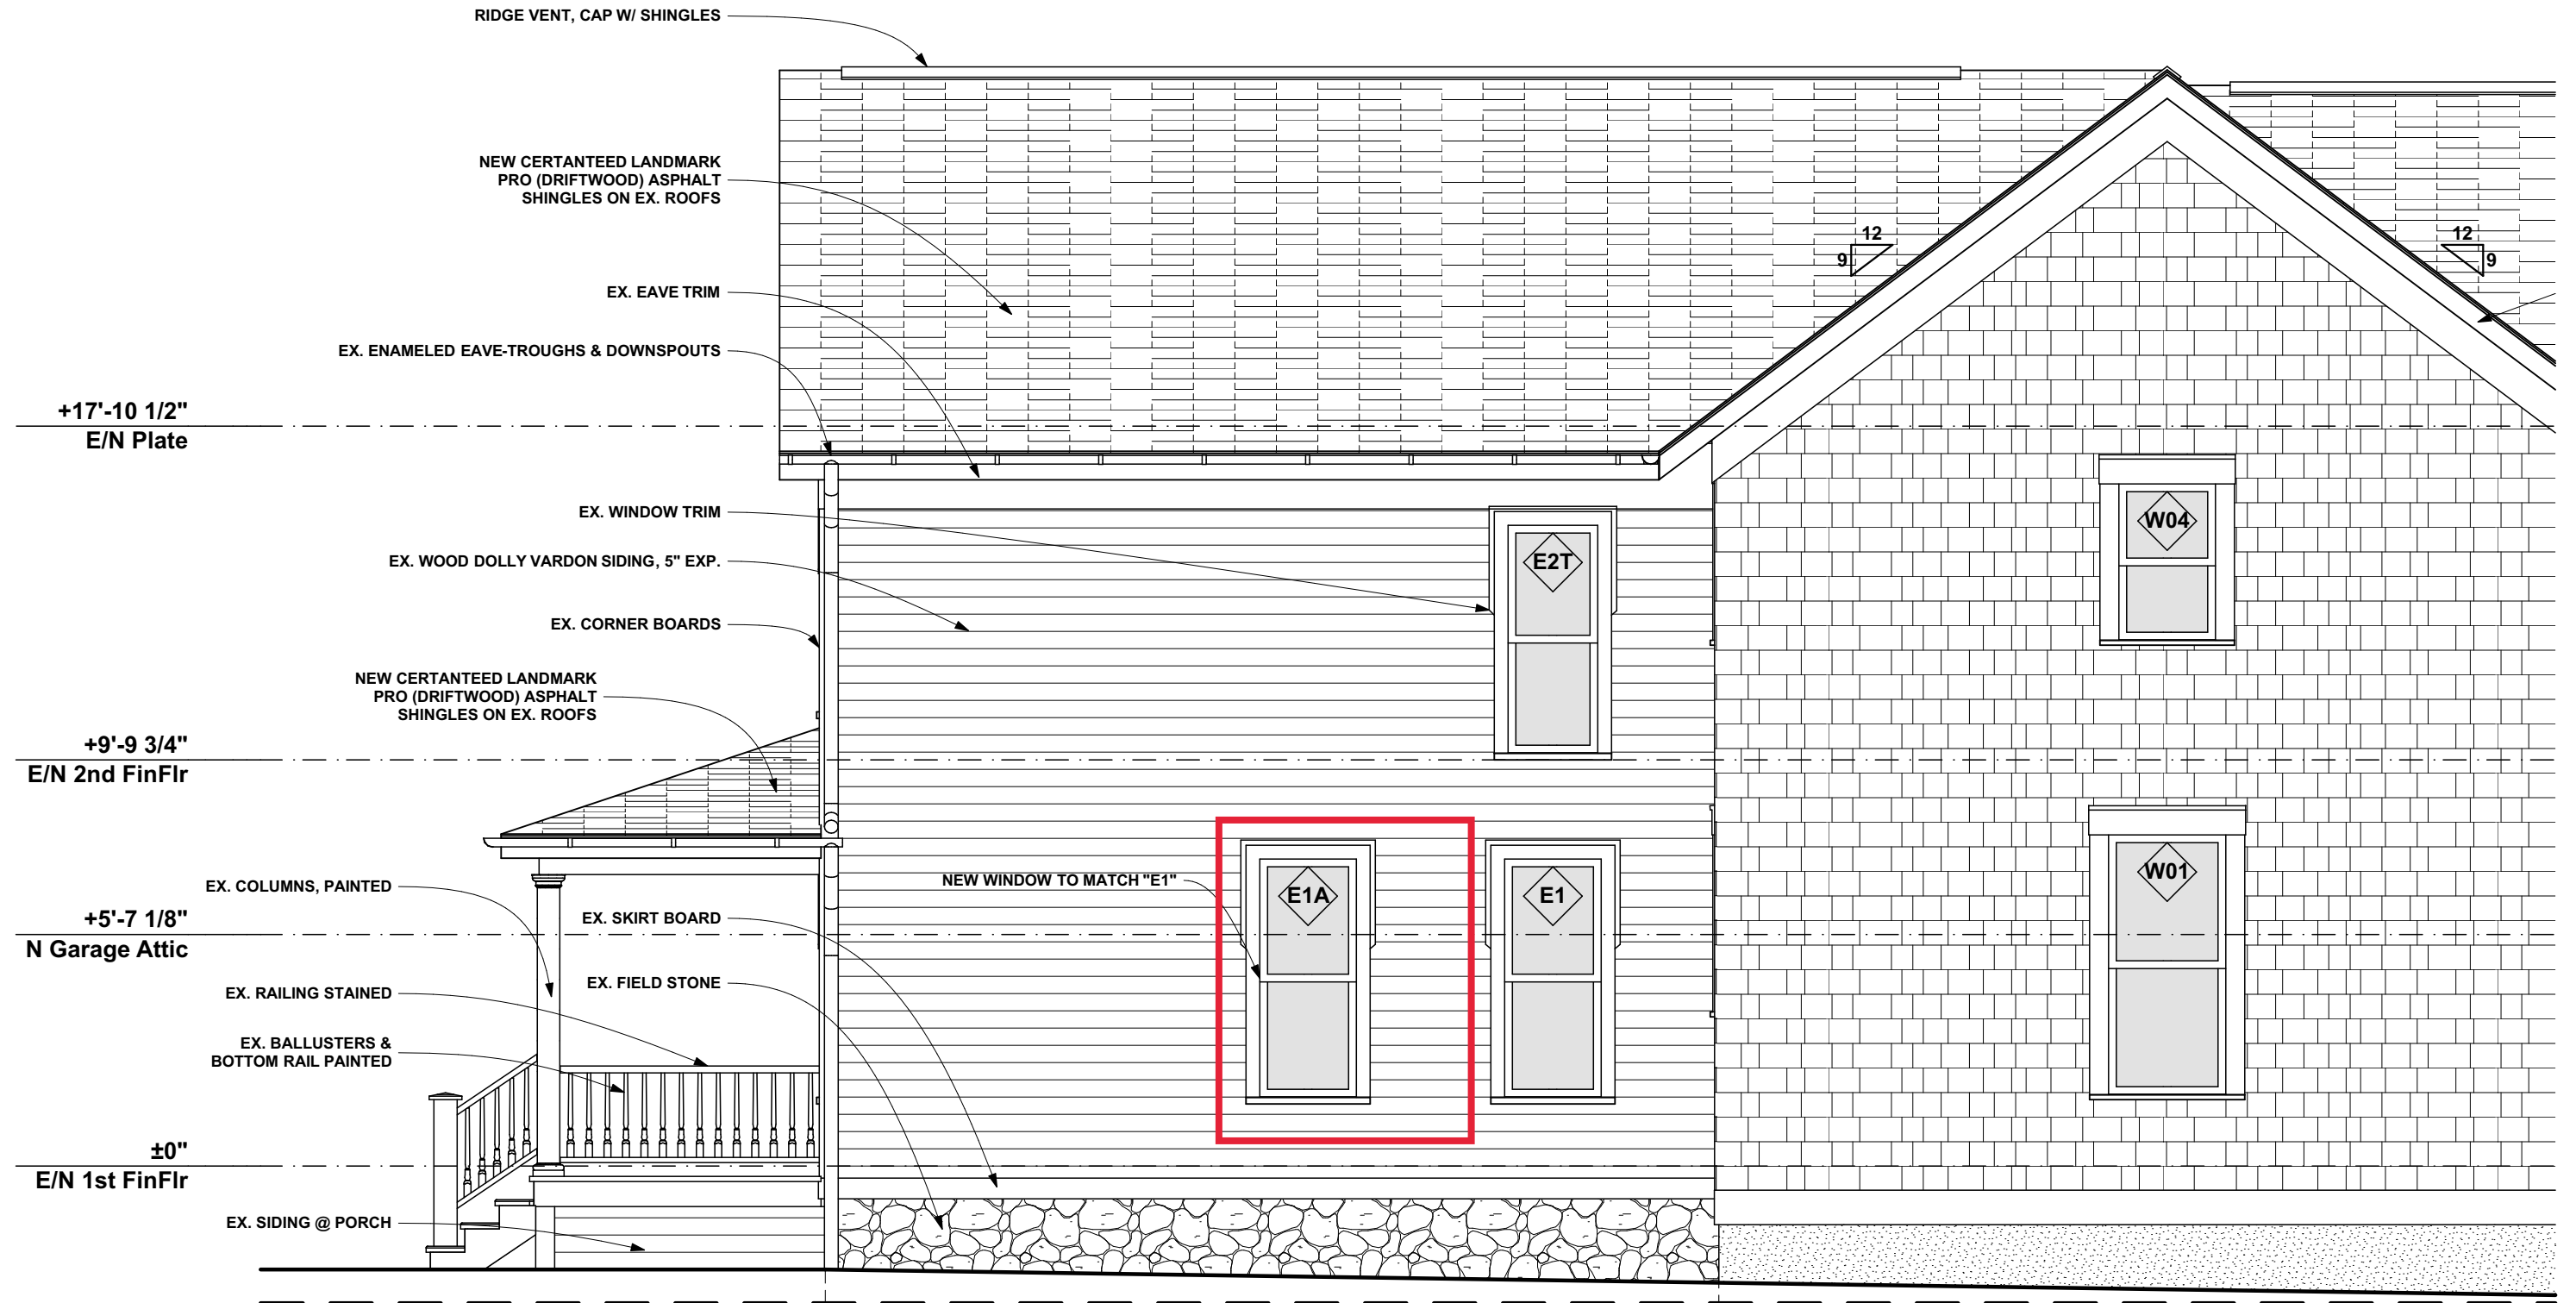 RIDGE VENT, CAP W/ SHINGLES
NEW CERTANTEED LANDMARK
PRO (DRIFTWOOD) ASPHALT
SHINGLES ON EX. ROOFS
12
9
12
9
EX. EAVE TRIM
EX. ENAMELED EAVE-TROUGHS & DOWNSPOUTS
+17'-10 1/2"
E/N Plate
EX. WINDOW TRIM
W04
EX. WOOD DOLLY VARDON SIDING, 5" EXP.
E2T
EX. CORNER BOARDS
NEW CERTANTEED LANDMARK
PRO (DRIFTWOOD) ASPHALT
SHINGLES ON EX. ROOFS
+9'-9 3/4"
E/N 2nd FinFlr
EX. COLUMNS, PAINTED
NEW WINDOW TO MATCH "E1"
E1A
E1
W01
+5'-7 1/8"
N Garage Attic
EX. SKIRT BOARD
EX. RAILING STAINED
EX. FIELD STONE
EX. BALLUSTERS &
BOTTOM RAIL PAINTED
±0"
E/N 1st FinFlr
EX. SIDING @ PORCH